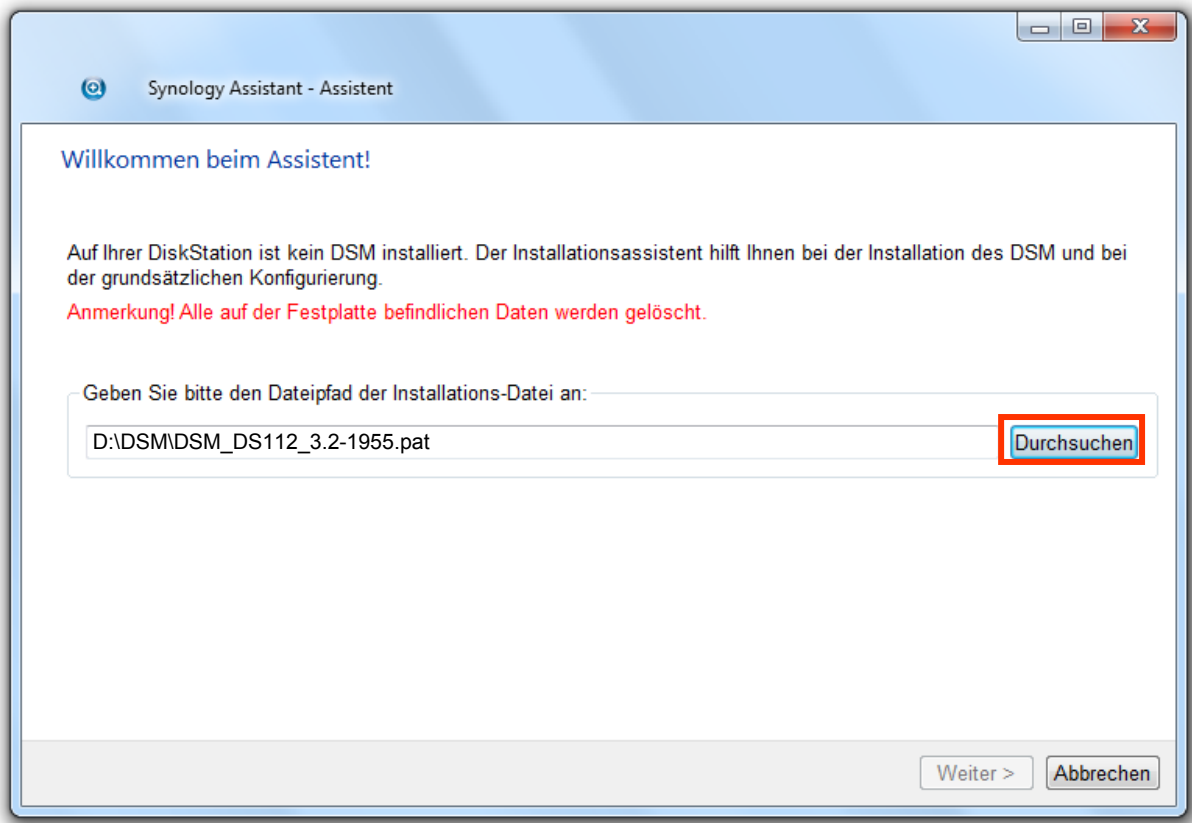 Synology Assistant - Assistent
Willkommen beim Assistent!
Auf Ihrer DiskStation ist kein DSM installiert. Der Installationsassistent hilft Ihnen bei der Installation des DSM und bei
der grundsätzlichen Konfigurierung.
Anmerkung! Alle auf der Festplatte befindlichen Daten werden gelöscht.
Geben Sie bitte den Dateipfad der Installations-Datei an:
D:\DSM\DSM_DS112_3.2-1955.pat
Durchsuchen
Weiter >
Abbrechen